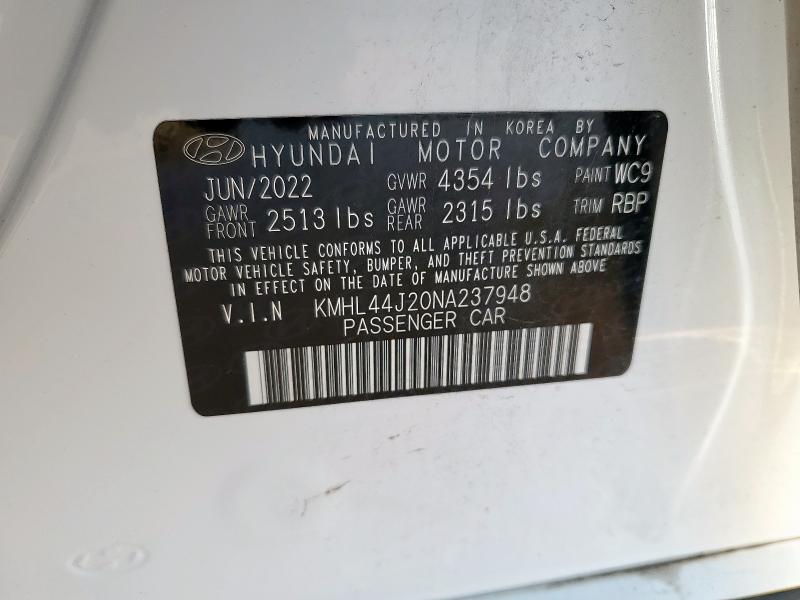 MANUFACTURED IN KOREA BY
HYUNDAI MOTOR COMPANY
JUN/2022 GVWR 4354 lbs PAINT WC9
GAWR FRONT 2513 lbs GAWR REAR 2315 lbs TRIM RBP
THIS VEHICLE CONFORMS TO ALL APPLICABLE U.S.A. FEDERAL
MOTOR VEHICLE SAFETY, BUMPER, AND THEFT PREVENTION STANDARDS
IN EFFECT ON THE DATE OF MANUFACTURE SHOWN ABOVE
V.I.N KMHL44J20NA237948
PASSENGER CAR